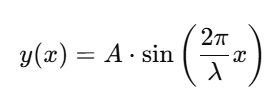 y(x) = A · sin(2π/λ x)